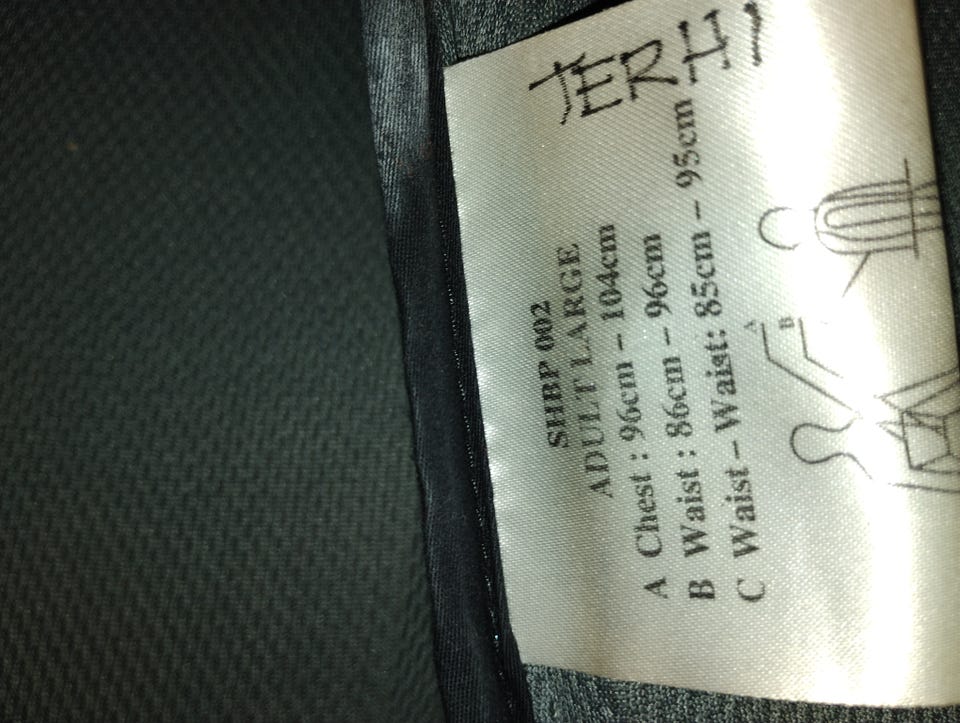 TERHI
SHBP 002
ADULT LARGE
A Chest : 96cm – 104cm
B Waist : 86cm – 96cm
C Waist – Waist: 85cm – 95cm
A
B